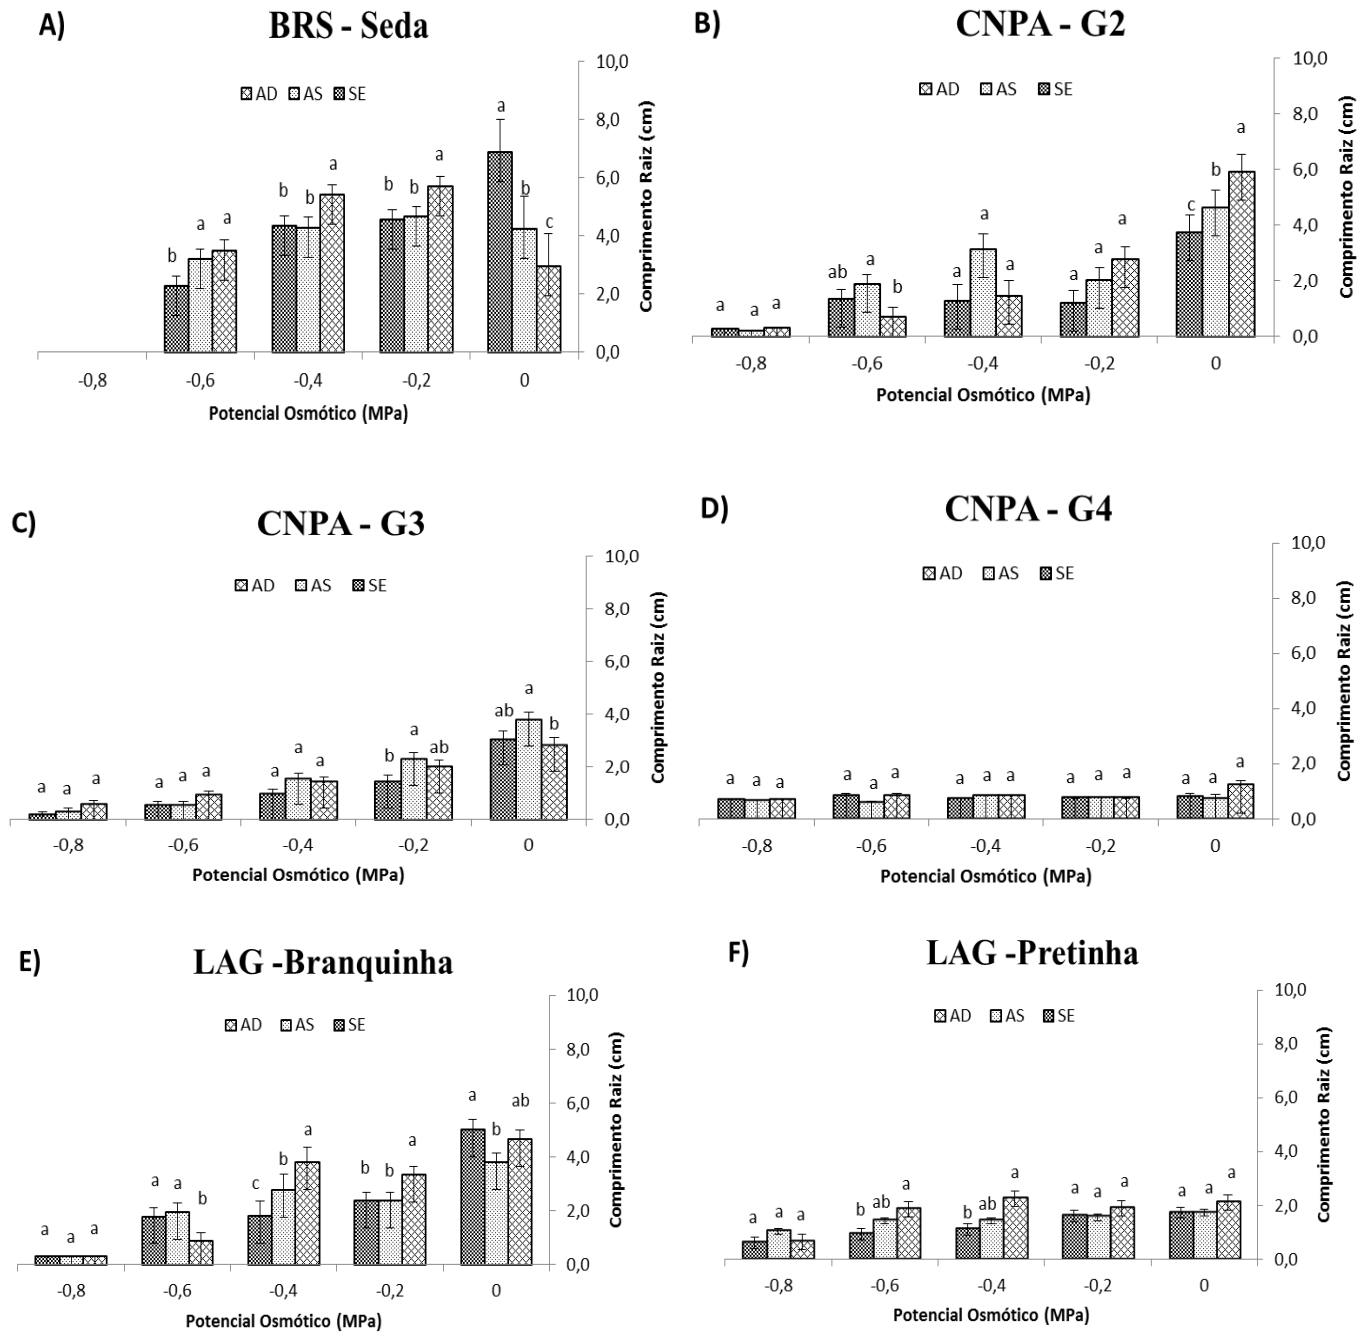 A) BRS - Seda
AD AS SE
10,0
8,0
6,0
4,0
2,0
0,0
Comprimento Raiz (cm)
b a a b b a b b a a b c
-0,8 -0,6 -0,4 -0,2 0
Potencial Osmótico (MPa)
B) CNPA - G2
AD AS SE
10,0
8,0
6,0
4,0
2,0
0,0
Comprimento Raiz (cm)
a a a ab a b a a a a a a c b a
-0,8 -0,6 -0,4 -0,2 0
Potencial Osmótico (MPa)
C) CNPA - G3
AD AS SE
10,0
8,0
6,0
4,0
2,0
0,0
Comprimento Raiz (cm)
a a a a a a a a a b a ab ab a b
-0,8 -0,6 -0,4 -0,2 0
Potencial Osmótico (MPa)
D) CNPA - G4
AD AS SE
10,0
8,0
6,0
4,0
2,0
0,0
Comprimento Raiz (cm)
a a a a a a a a a a a a a a a
-0,8 -0,6 -0,4 -0,2 0
Potencial Osmótico (MPa)
E) LAG -Branquinha
AD AS SE
10,0
8,0
6,0
4,0
2,0
0,0
Comprimento Raiz (cm)
a a a a a b c b a b b a a b ab
-0,8 -0,6 -0,4 -0,2 0
Potencial Osmótico (MPa)
F) LAG -Pretinha
AD AS SE
10,0
8,0
6,0
4,0
2,0
0,0
Comprimento Raiz (cm)
a a a b ab a b ab a a a a a a a
-0,8 -0,6 -0,4 -0,2 0
Potencial Osmótico (MPa)